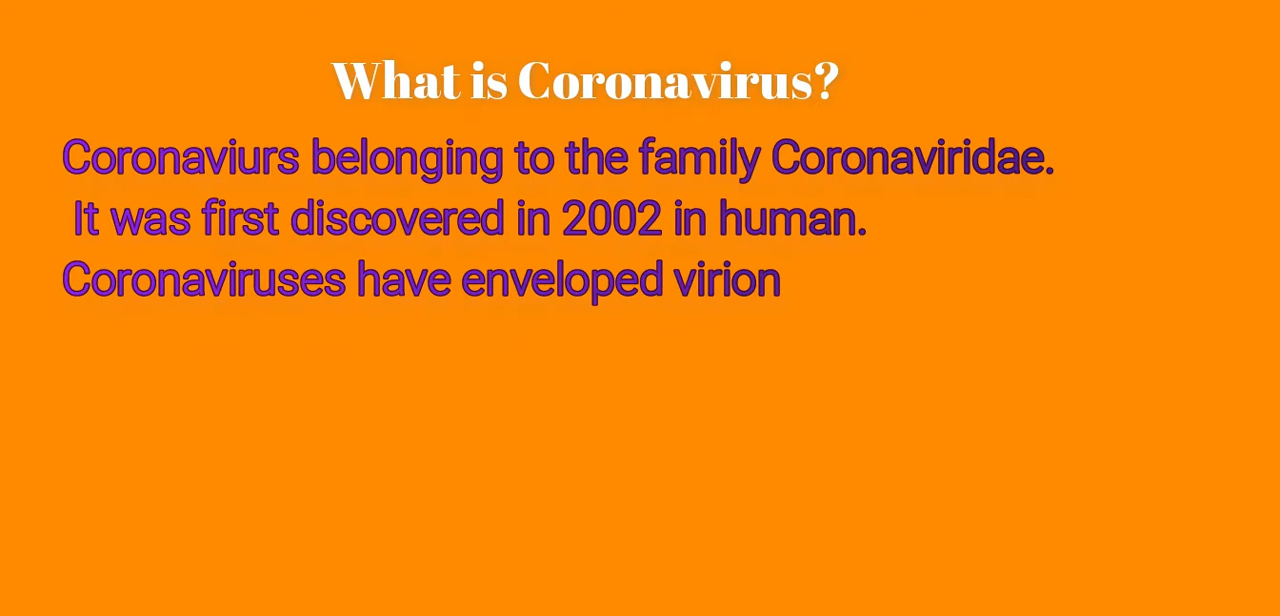 What is Coronavirus?
Coronaviurs belonging to the family Coronaviridae.
It was first discovered in 2002 in human.
Coronaviruses have enveloped virion